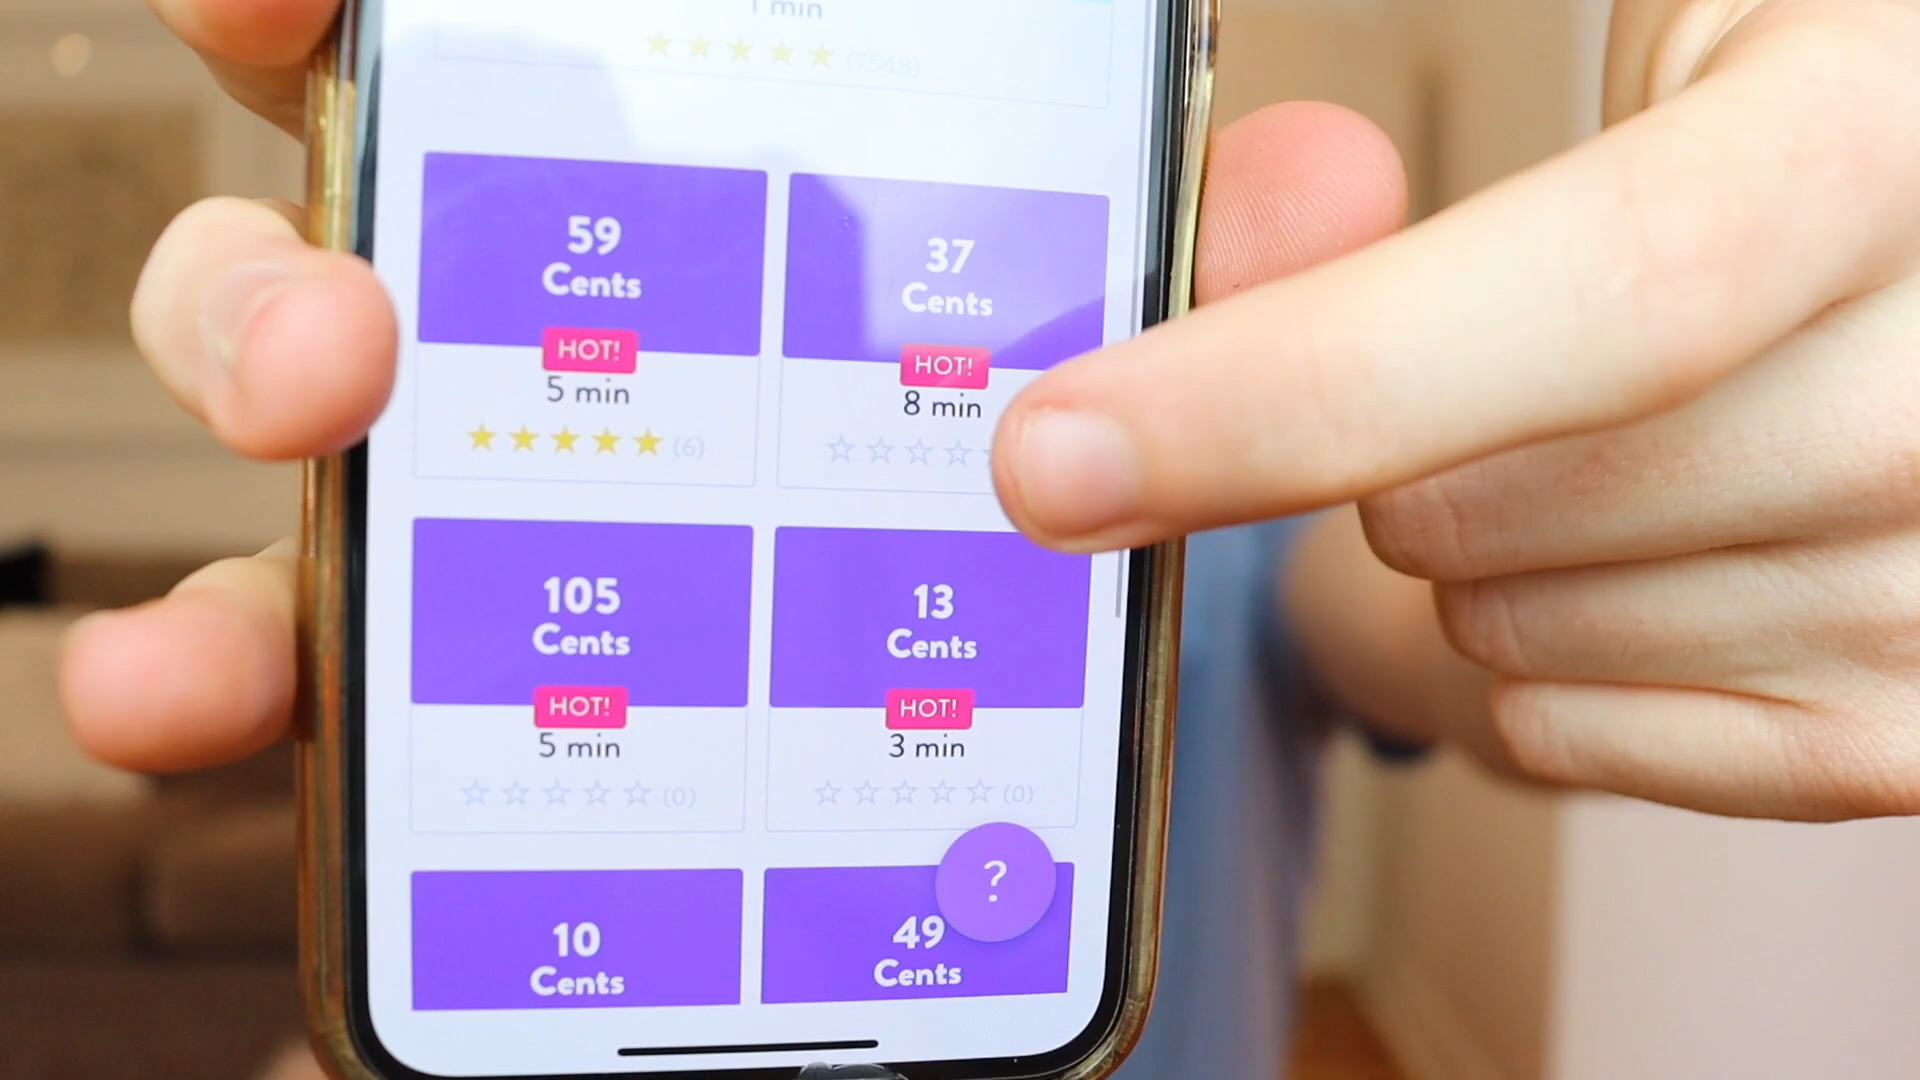 1 min
(7548)
59
Cents
HOT!
5 min
(6)
37
Cents
HOT!
8 min
105
Cents
HOT!
5 min
(0)
13
Cents
HOT!
3 min
(0)
10
Cents
49
Cents
?